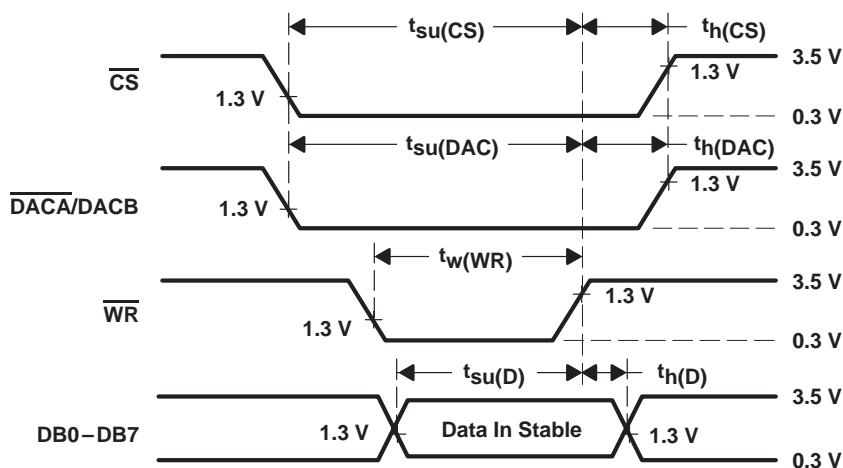 tsu(CS) th(CS)
CS 1.3 V 1.3 V 3.5 V
0.3 V
tsu(DAC) th(DAC)
DACA/DACB 1.3 V 1.3 V 3.5 V
0.3 V
tw(WR)
WR 1.3 V 1.3 V 3.5 V
0.3 V
tsu(D) th(D)
DB0–DB7 1.3 V Data In Stable 1.3 V 3.5 V
0.3 V